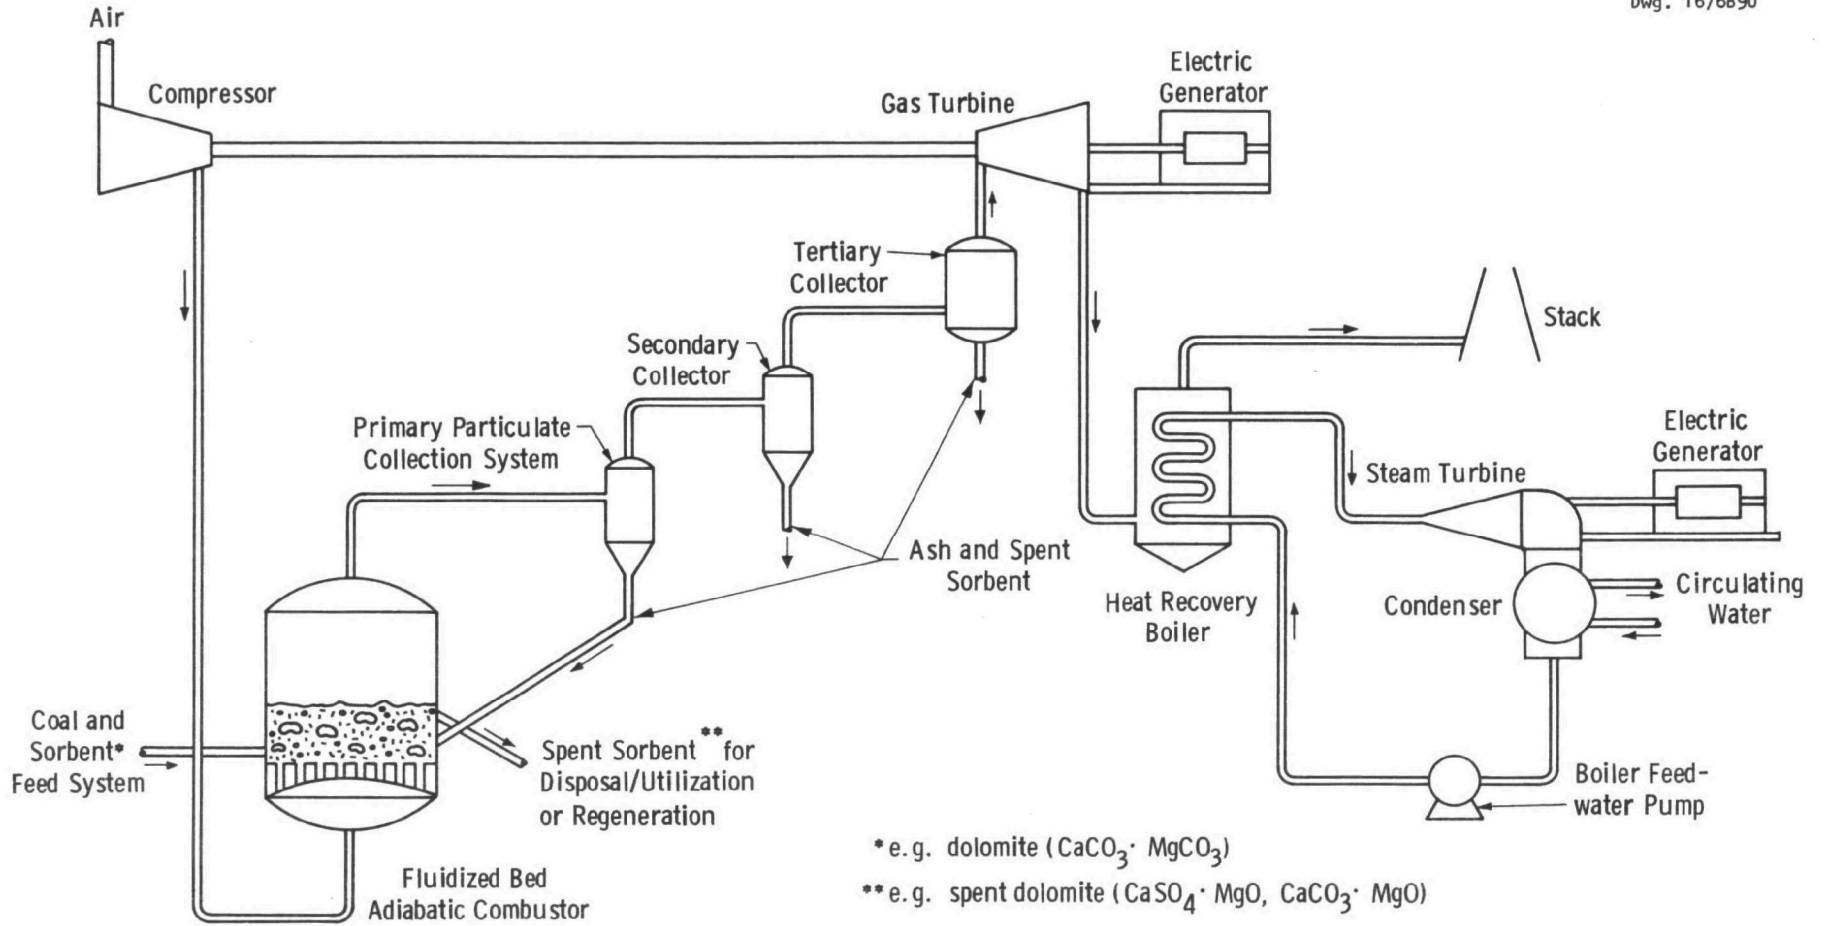 Dwg. 1676B90
Air
Compressor
Gas Turbine
Electric
Generator
Tertiary
Collector
Stack
Secondary
Collector
Primary Particulate
Collection System
Electric
Generator
Steam Turbine
Ash and Spent
Sorbent
Heat Recovery
Boiler
Condenser
Circulating
Water
Coal and
Sorbent*
Feed System
Spent Sorbent** for
Disposal/Utilization
or Regeneration
Boiler Feed-
water Pump
Fluidized Bed
Adiabatic Combustor
*e.g. dolomite (CaCO₃· MgCO₃)
**e.g. spent dolomite (CaSO₄· MgO, CaCO₃· MgO)